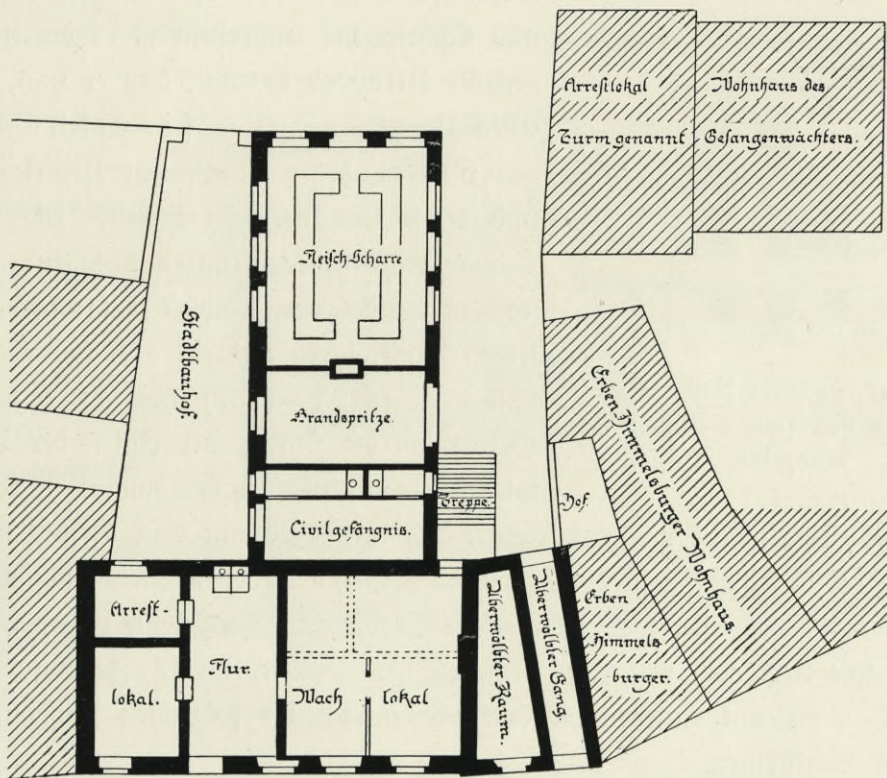 Arrestlokal
Turm genannt
Wohnhaus des
Gefangenwächters.
Fleisch-Scharre
Stadtbauhof.
Brandspritze.
Treppe.
Civilgefängnis.
Hof.
Erben Himmelsburger Wohnhaus.
Arrest-
lokal.
Flur.
Wach lokal
Überwölbter Raum.
Überwölbter Gang.
Erben
Himmels
burger.